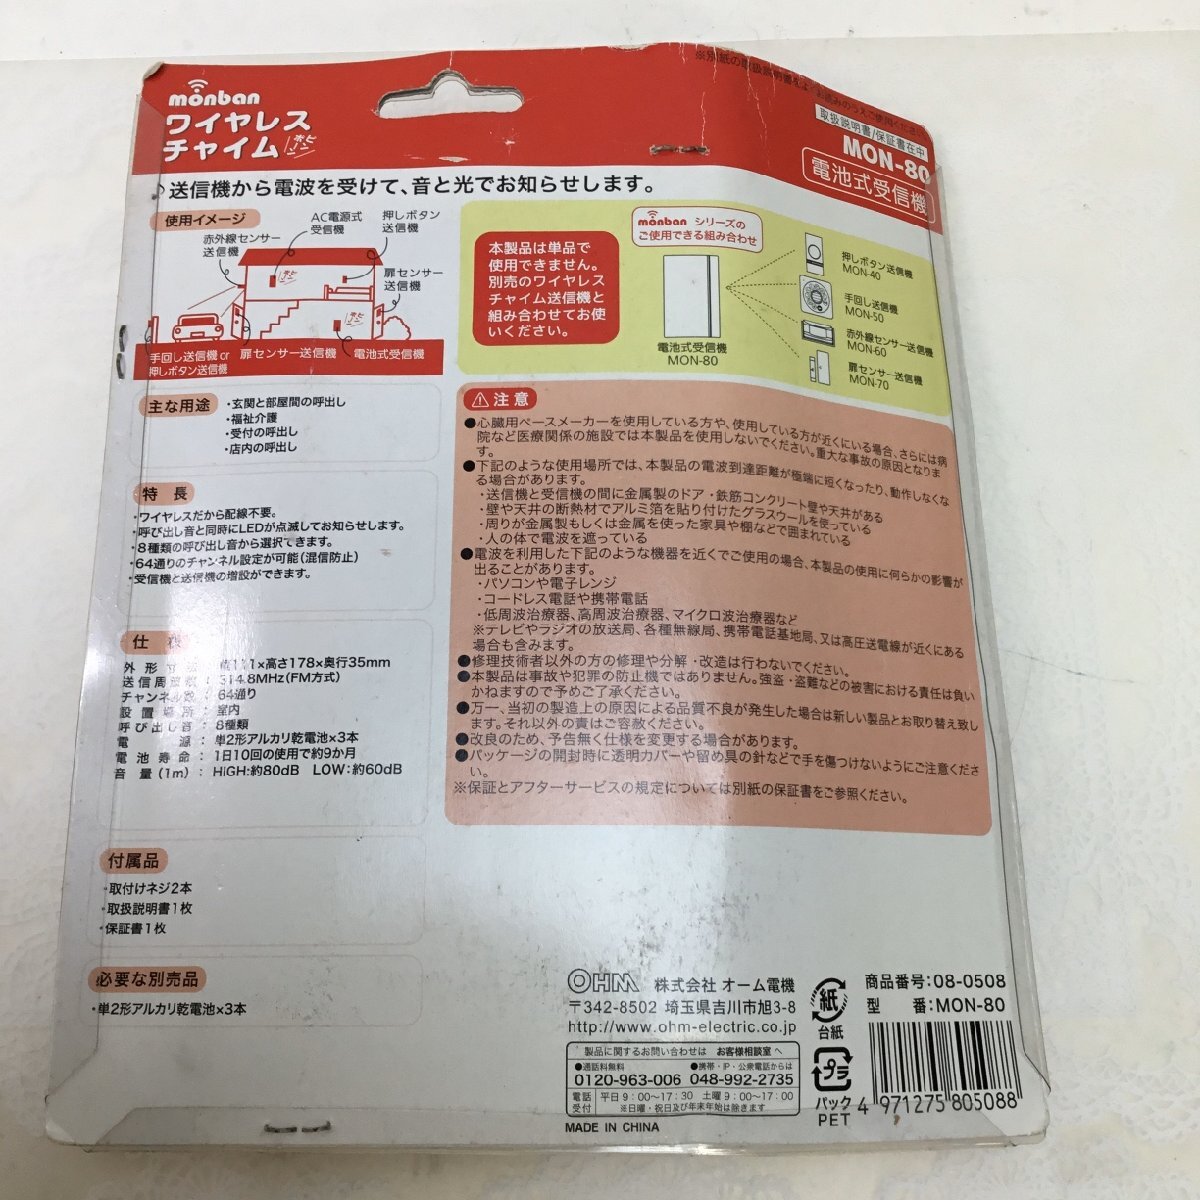 ※別紙の取扱説明書をよくお読みのうえご使用ください。
取扱説明書/保証書在中
monban
ワイヤレス
チャイム
MON-80
電池式受信機
♪送信機から電波を受けて、音と光でお知らせします。
使用イメージ
AC電源式
受信機
押しボタン
送信機
赤外線センサー
送信機
扉センサー
送信機
手回し送信機 or
押しボタン送信機
扉センサー送信機
電池式受信機
本製品は単品で
使用できません。
別売のワイヤレス
チャイム送信機と
組み合わせてお使
いください。
monban シリーズの
ご使用できる組み合わせ
電池式受信機
MON-80
押しボタン送信機
MON-40
手回し送信機
MON-50
赤外線センサー送信機
MON-60
扉センサー送信機
MON-70
主な用途
・玄関と部屋間の呼出し
・福祉介護
・受付の呼出し
・店内の呼出し
特長
・ワイヤレスだから配線不要。
・呼び出し音と同時にLEDが点滅してお知らせします。
・8種類の呼び出し音から選択できます。
・64通りのチャンネル設定が可能(混信防止)
・受信機と送信機の増設ができます。
仕様
外形寸法：幅111×高さ178×奥行35mm
送信周波数：314.8MHz(FM方式)
チャンネル数：64通り
設置場所：室内
呼び出し音：8種類
電源：単2形アルカリ乾電池×3本
電池寿命：1日10回の使用で約9か月
音量(1m)：HIGH:約80dB LOW:約60dB
付属品
・取付けネジ2本
・取扱説明書1枚
・保証書1枚
必要な別売品
・単2形アルカリ乾電池×3本
⚠注意
●心臓用ペースメーカーを使用している方や、使用している方が近くにいる場合、さらには病
院など医療関係の施設では本製品を使用しないでください。重大な事故の原因となりま
す。
●下記のような使用場所では、本製品の電波到達距離が極端に短くなったり、動作しなくな
る場合があります。
・送信機と受信機の間に金属製のドア・鉄筋コンクリート壁や天井がある
・壁や天井の断熱材でアルミ箔を貼り付けたグラスウールを使っている
・周りが金属製もしくは金属を使った家具や棚などで囲まれている
・人の体で電波を遮っている
●電波を利用した下記のような機器を近くでご使用の場合、本製品の使用に何らかの影響が
出ることがあります。
・パソコンや電子レンジ
・コードレス電話や携帯電話
・低周波治療器、高周波治療器、マイクロ波治療器など
※テレビやラジオの放送局、各種無線局、携帯電話基地局、又は高圧送電線が近くにある
場合も含みます。
●修理技術者以外の方の修理や分解・改造は行わないでください。
●本製品は事故や犯罪の防止機ではありません。強盗・盗難などの被害における責任は負い
かねますので予めご了承ください。
●万一、当初の製造上の原因による品質不良が発生した場合は新しい製品とお取り替え致し
ます。それ以外の責はご容赦ください。
●改良のため、予告無く仕様を変更する場合があります。
●パッケージの開封時に透明カバーや留め具の針などで手を傷つけないようにご注意くださ
い。
※保証とアフターサービスの規定については別紙の保証書をご参照ください。
OHM 株式会社 オーム電機
〒342-8502 埼玉県吉川市旭3-8
http://www.ohm-electric.co.jp
製品に関するお問い合わせは お客様相談室へ
●通話料無料
●携帯・IP・公衆電話からは
0120-963-006 048-992-2735
電話
受付
平日 9：00〜17：30 土曜 9：00〜17：00
※日曜・祝日及び年末年始は除きます
MADE IN CHINA
紙
台紙
プラ
パック
PET
商品番号:08-0508
型番:MON-80
4 971275 805088